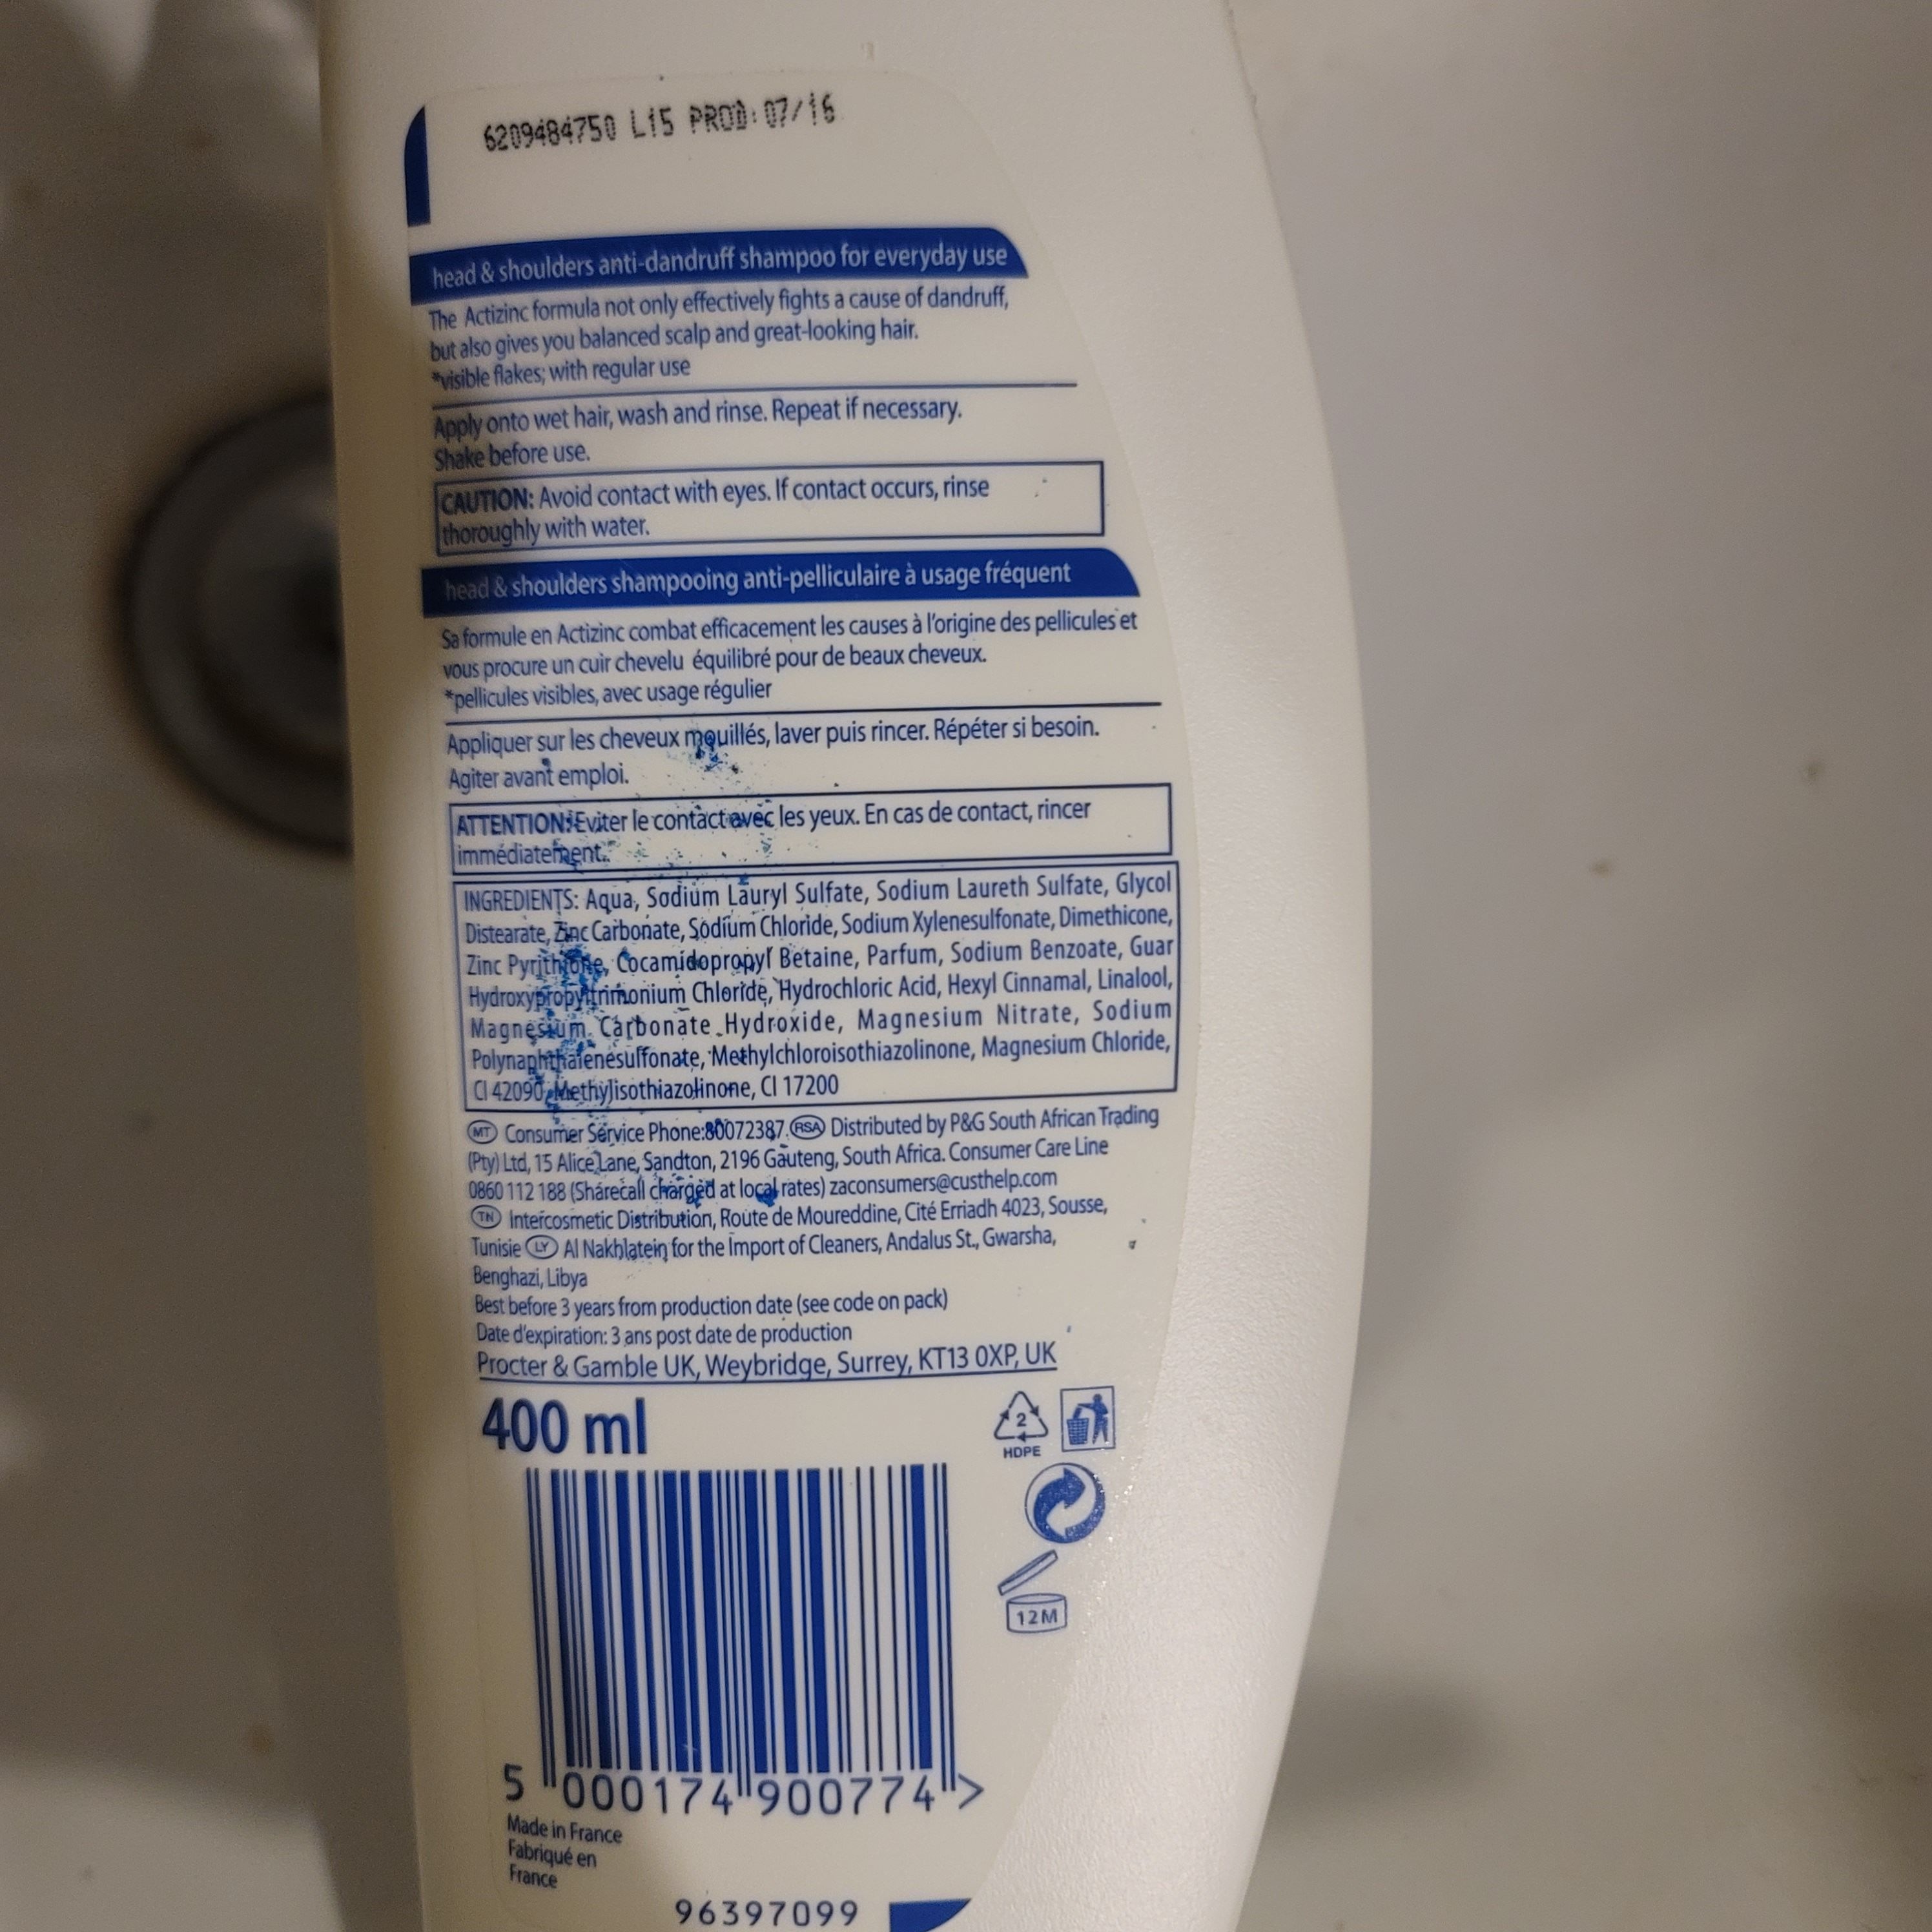 6209484750 L15 PROD: 07/16
head & shoulders anti-dandruff shampoo for everyday use
The Actizinc formula not only effectively fights a cause of dandruff,
but also gives you balanced scalp and great-looking hair.
*visible flakes; with regular use
Apply onto wet hair, wash and rinse. Repeat if necessary.
Shake before use.
CAUTION: Avoid contact with eyes. If contact occurs, rinse
thoroughly with water.
head & shoulders shampooing anti-pelliculaire à usage fréquent
Sa formule en Actizinc combat efficacement les causes à l'origine des pellicules et
vous procure un cuir chevelu équilibré pour de beaux cheveux.
*pellicules visibles, avec usage régulier
Appliquer sur les cheveux mouillés, laver puis rincer. Répéter si besoin.
Agiter avant emploi.
ATTENTION: Eviter le contact avec les yeux. En cas de contact, rincer
immédiatement.
INGREDIENTS: Aqua, Sodium Lauryl Sulfate, Sodium Laureth Sulfate, Glycol
Distearate, Zinc Carbonate, Sodium Chloride, Sodium Xylenesulfonate, Dimethicone,
Zinc Pyrithione, Cocamidopropyl Betaine, Parfum, Sodium Benzoate, Guar
Hydroxypropyltrimonium Chloride, Hydrochloric Acid, Hexyl Cinnamal, Linalool,
Magnesium Carbonate Hydroxide, Magnesium Nitrate, Sodium
Polynaphthalenesulfonate, Methylchloroisothiazolinone, Magnesium Chloride,
CI 42090, Methylisothiazolinone, CI 17200
MT Consumer Service Phone:80072387. RSA Distributed by P&G South African Trading
(Pty) Ltd, 15 Alice Lane, Sandton, 2196 Gauteng, South Africa. Consumer Care Line
0860 112 188 (Sharecall charged at local rates) zaconsumers@custhelp.com
TN Intercosmetic Distribution, Route de Moureddine, Cité Erriadh 4023, Sousse,
Tunisie LY Al Nakhlatein for the Import of Cleaners, Andalus St., Gwarsha,
Benghazi, Libya
Best before 3 years from production date (see code on pack)
Date d'expiration: 3 ans post date de production
Procter & Gamble UK, Weybridge, Surrey, KT13 0XP, UK
400 ml
2
HDPE
12M
5 000174 900774 >
Made in France
Fabriqué en
France
96397099